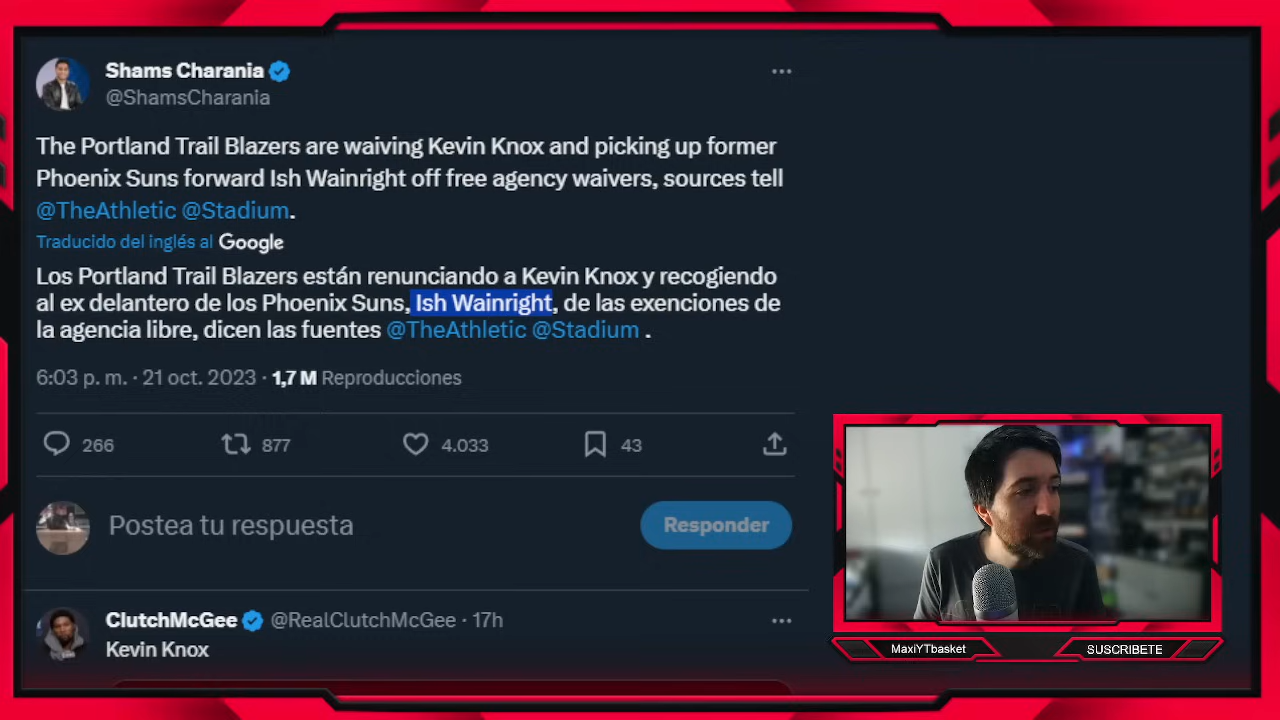 Shams Charania
@ShamsCharania
The Portland Trail Blazers are waiving Kevin Knox and picking up former
Phoenix Suns forward Ish Wainright off free agency waivers, sources tell
@TheAthletic @Stadium.
Traducido del inglés al Google
Los Portland Trail Blazers están renunciando a Kevin Knox y recogiendo
al ex delantero de los Phoenix Suns, Ish Wainright, de las exenciones de
la agencia libre, dicen las fuentes @TheAthletic @Stadium .
6:03 p. m. · 21 oct. 2023 · 1,7 M Reproducciones
266 877 4.033 43
Postea tu respuesta Responder
ClutchMcGee @RealClutchMcGee · 17h
Kevin Knox
MaxiYTbasket SUSCRIBETE